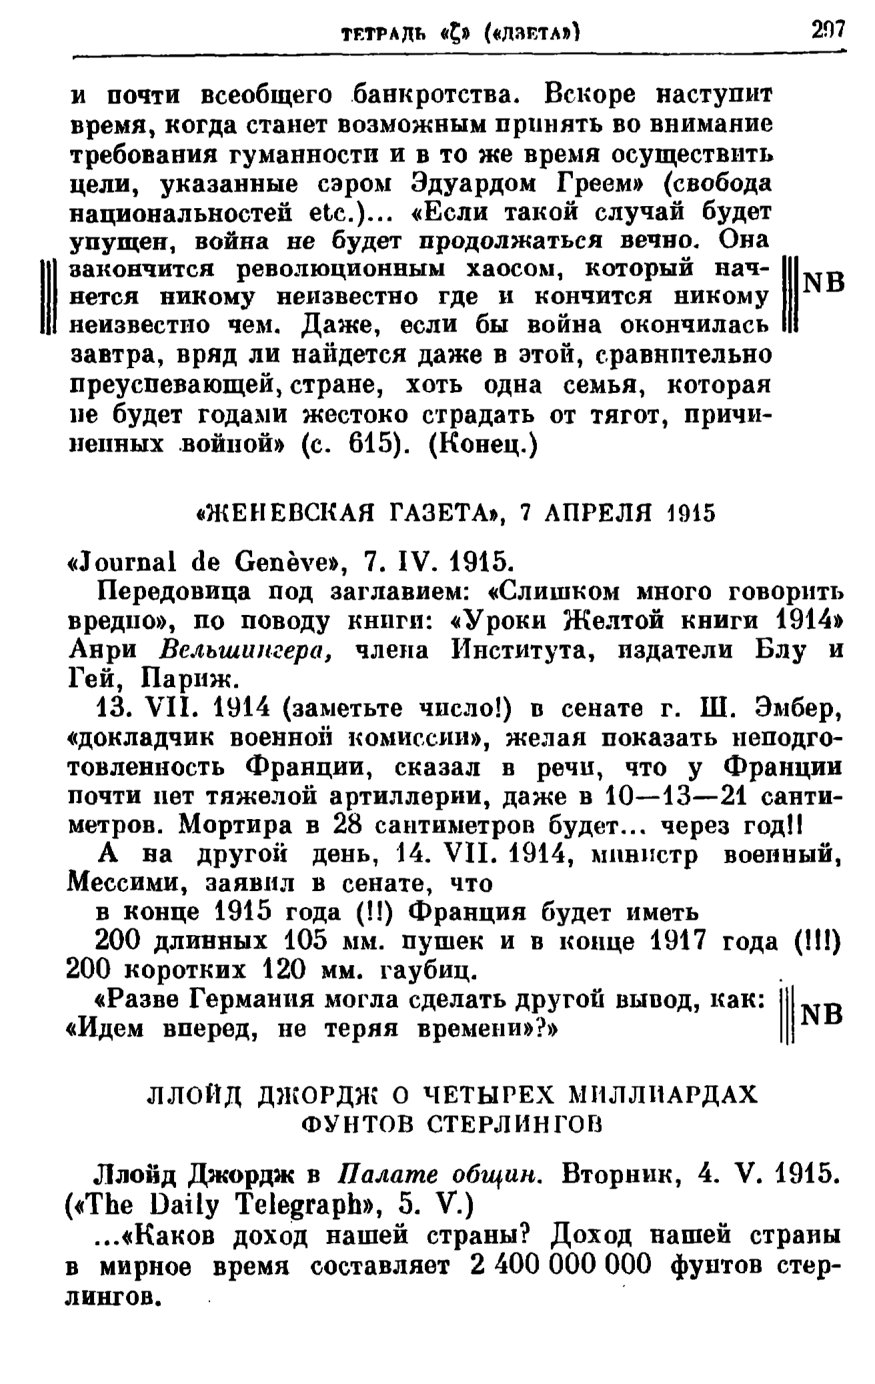 ТЕТРАДЬ «ζ» («ДЗЕТА») 297
и почти всеобщего банкротства. Вскоре наступит
время, когда станет возможным принять во внимание
требования гуманности и в то же время осуществить
цели, указанные сэром Эдуардом Греем» (свобода
национальностей etc.)... «Если такой случай будет
упущен, война не будет продолжаться вечно. Она
закончится революционным хаосом, который нач-
нется никому неизвестно где и кончится никому NB
неизвестно чем. Даже, если бы война окончилась
завтра, вряд ли найдется даже в этой, сравнительно
преуспевающей, стране, хоть одна семья, которая
не будет годами жестоко страдать от тягот, причи-
ненных войной» (с. 615). (Конец.)
«ЖЕНЕВСКАЯ ГАЗЕТА», 7 АПРЕЛЯ 1915
«Journal de Genève», 7. IV. 1915.
Передовица под заглавием: «Слишком много говорить
вредно», по поводу книги: «Уроки Желтой книги 1914»
Анри Вельшингера, члена Института, издатели Блу и
Гей, Париж.
13. VII. 1914 (заметьте число!) в сенате г. Ш. Эмбер,
«докладчик военной комиссии», желая показать неподго-
товленность Франции, сказал в речи, что у Франции
почти нет тяжелой артиллерии, даже в 10—13—21 санти-
метров. Мортира в 28 сантиметров будет... через год!!
А на другой день, 14. VII. 1914, министр военный,
Мессими, заявил в сенате, что
в конце 1915 года (!!) Франция будет иметь
200 длинных 105 мм. пушек и в конце 1917 года (!!!)
200 коротких 120 мм. гаубиц.
«Разве Германия могла сделать другой вывод, как:
«Идем вперед, не теряя времени»?» NB
ЛЛОЙД ДЖОРДЖ О ЧЕТЫРЕХ МИЛЛИАРДАХ
ФУНТОВ СТЕРЛИНГОВ
Ллойд Джордж в Палате общин. Вторник, 4. V. 1915.
(«The Daily Telegraph», 5. V.)
...«Каков доход нашей страны? Доход нашей страны
в мирное время составляет 2 400 000 000 фунтов стер-
лингов.